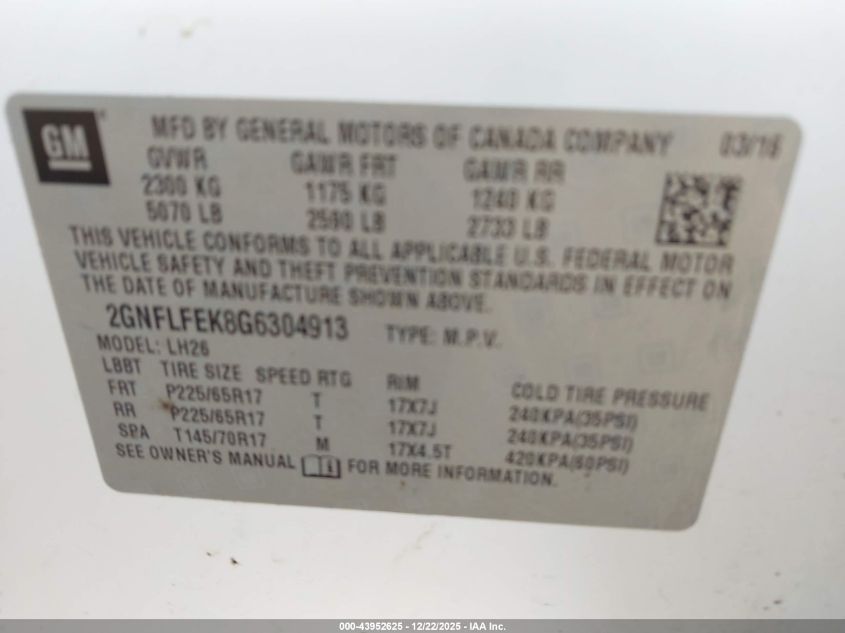 GM
MFD BY GENERAL MOTORS OF CANADA COMPANY 03/16
GVWR GAWR FRT GAWR RR
2300 KG 1175 KG 1240 KG
5070 LB 2590 LB 2733 LB
THIS VEHICLE CONFORMS TO ALL APPLICABLE U.S. FEDERAL MOTOR
VEHICLE SAFETY AND THEFT PREVENTION STANDARDS IN EFFECT ON
THE DATE OF MANUFACTURE SHOWN ABOVE.
2GNFLFEK8G6304913 TYPE: M.P.V.
MODEL: LH26
LBBT TIRE SIZE SPEED RTG RIM COLD TIRE PRESSURE
FRT P225/65R17 T 17X7J 240KPA(35PSI)
RR P225/65R17 T 17X7J 240KPA(35PSI)
SPA T145/70R17 M 17X4.5T 420KPA(60PSI)
SEE OWNER'S MANUAL FOR MORE INFORMATION.
000-43952625 - 12/22/2025 - IAA Inc.